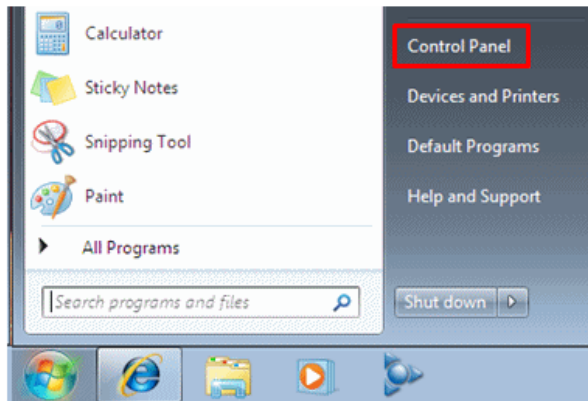 Calculator
Sticky Notes
Snipping Tool
Paint
All Programs
Search programs and files
Control Panel
Devices and Printers
Default Programs
Help and Support
Shut down